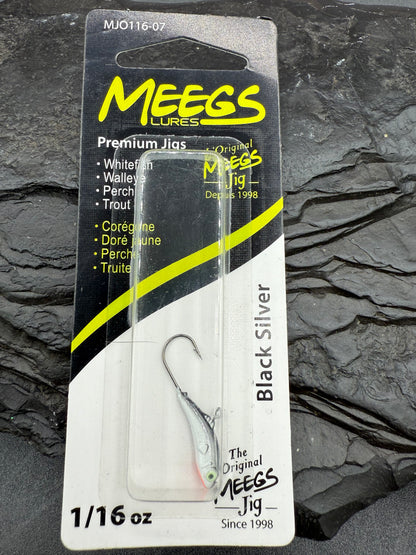 MJO116-07
MEEGS
LURES
Premium Jigs
• Whitefish
• Walleye
• Perch
• Trout
• Corégone
• Doré jaune
• Perche
• Truite
The Original
MEEGS
Jig
Depuis 1998
Black Silver
The
Original
MEEGS
Jig
Since 1998
1/16 oz